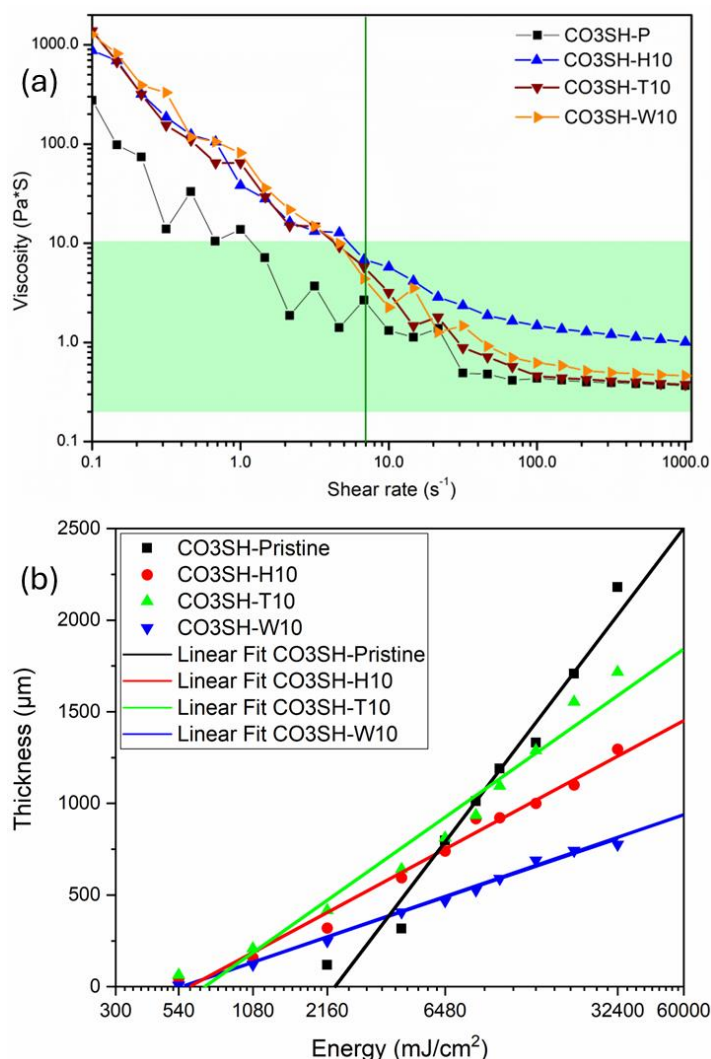 (a)
Viscosity (Pa*S)
1000.0
100.0
10.0
1.0
0.1
CO3SH-P
CO3SH-H10
CO3SH-T10
CO3SH-W10
0.1 1.0 10.0 100.0 1000.0
Shear rate (s⁻¹)
(b)
Thickness (µm)
2500
2000
1500
1000
500
0
CO3SH-Pristine
CO3SH-H10
CO3SH-T10
CO3SH-W10
Linear Fit CO3SH-Pristine
Linear Fit CO3SH-H10
Linear Fit CO3SH-T10
Linear Fit CO3SH-W10
300 540 1080 2160 6480 32400 60000
Energy (mJ/cm²)